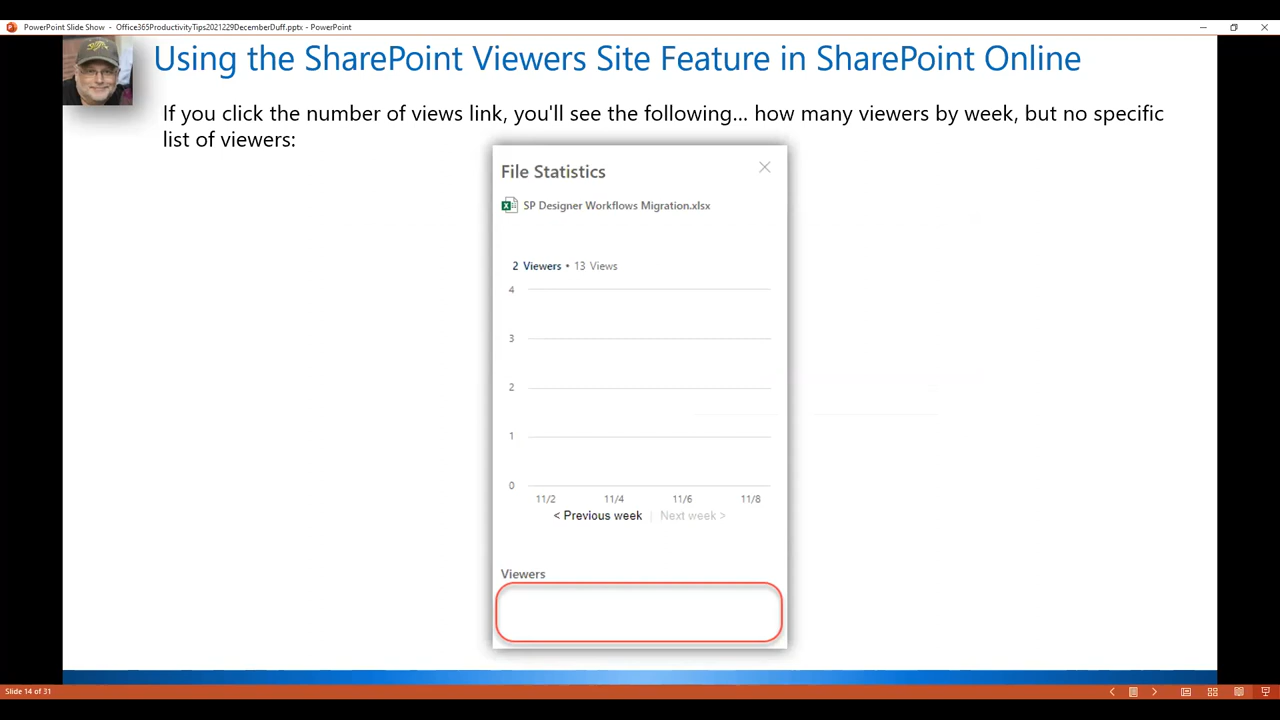 PowerPoint Slide Show - Office365ProductivityTips2021229DecemberDuff.pptx - PowerPoint
Using the SharePoint Viewers Site Feature in SharePoint Online
If you click the number of views link, you'll see the following... how many viewers by week, but no specific
list of viewers:
File Statistics
SP Designer Workflows Migration.xlsx
2 Viewers • 13 Views
4
3
2
1
0
11/2 11/4 11/6 11/8
< Previous week | Next week >
Viewers
Slide 14 of 31